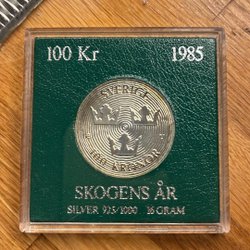 100 Kr 1985
SVERIGE
100 KRONOR
SKOGENS ÅR
SILVER 925/1000 16 GRAM